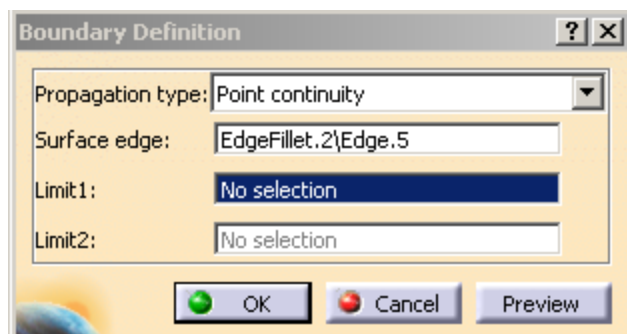 Boundary Definition ? X
Propagation type: Point continuity
Surface edge: EdgeFillet.2\Edge.5
Limit1: No selection
Limit2: No selection
OK Cancel Preview